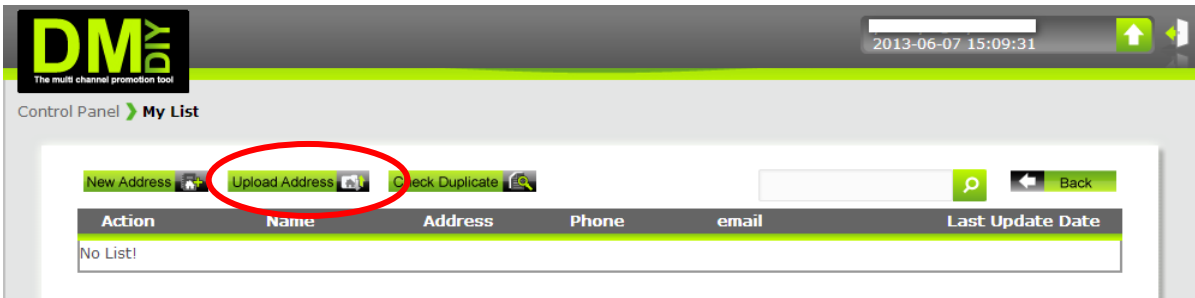 DM DIY
The multi channel promotion tool
2013-06-07 15:09:31
Control Panel My List
New Address Upload Address Check Duplicate Back
Action Name Address Phone email Last Update Date
No List!